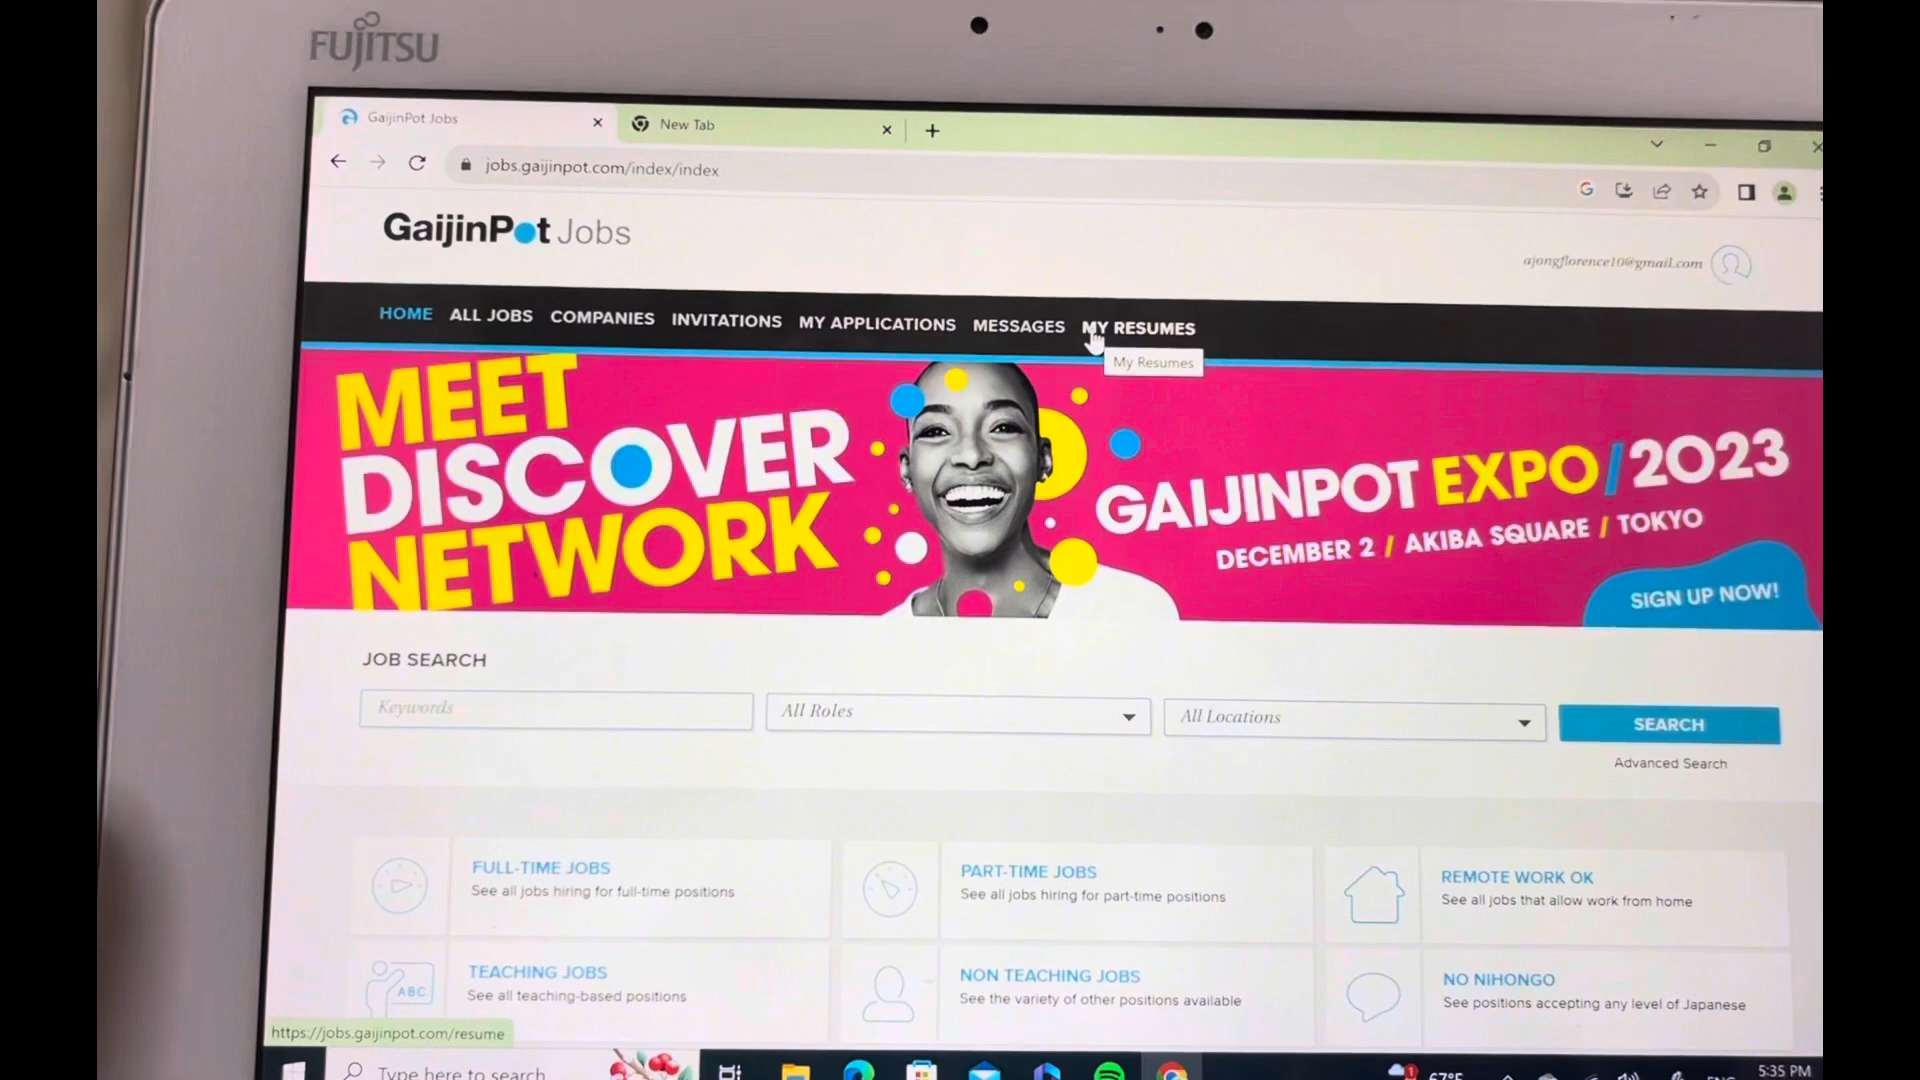 FUJITSU
GaijinPot Jobs
New Tab
jobs.gaijinpot.com/index/index
GaijinPot Jobs
ajongflorence10@gmail.com
HOME ALL JOBS COMPANIES INVITATIONS MY APPLICATIONS MESSAGES MY RESUMES
My Resumes
MEET
DISCOVER
NETWORK
GAIJINPOT EXPO/2023
DECEMBER 2 / AKIBA SQUARE / TOKYO
SIGN UP NOW!
JOB SEARCH
Keywords
All Roles
All Locations
SEARCH
Advanced Search
FULL-TIME JOBS
See all jobs hiring for full-time positions
PART-TIME JOBS
See all jobs hiring for part-time positions
REMOTE WORK OK
See all jobs that allow work from home
TEACHING JOBS
See all teaching-based positions
ABC
NON TEACHING JOBS
See the variety of other positions available
NO NIHONGO
See positions accepting any level of Japanese
https://jobs.gaijinpot.com/resume
Type here to search
1
67°F
5:35 PM